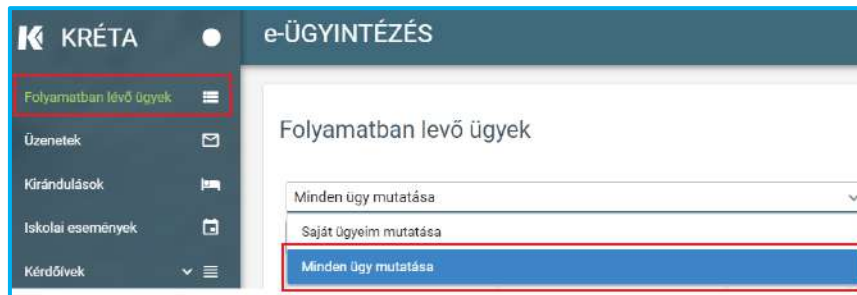 KRÉTA
e-ÜGYINTÉZÉS
Folyamatban lévő ügyek
Üzenetek
Kirándulások
Iskolai események
Kérdőívek
Folyamatban levő ügyek
Minden ügy mutatása
Saját ügyeim mutatása
Minden ügy mutatása